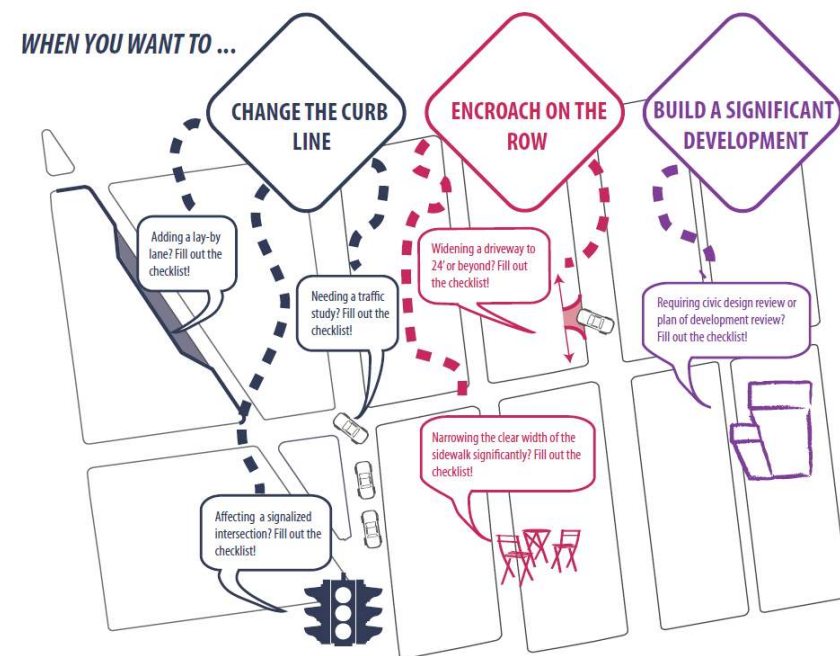 WHEN YOU WANT TO ...
CHANGE THE CURB
LINE
ENCROACH ON THE
ROW
BUILD A SIGNIFICANT
DEVELOPMENT
Adding a lay-by
lane? Fill out the
checklist!
Needing a traffic
study? Fill out the
checklist!
Affecting a signalized
intersection? Fill out the
checklist!
Widening a driveway to
24' or beyond? Fill out
the checklist!
Narrowing the clear width of the
sidewalk significantly? Fill out the
checklist!
Requiring civic design review or
plan of development review?
Fill out the checklist!